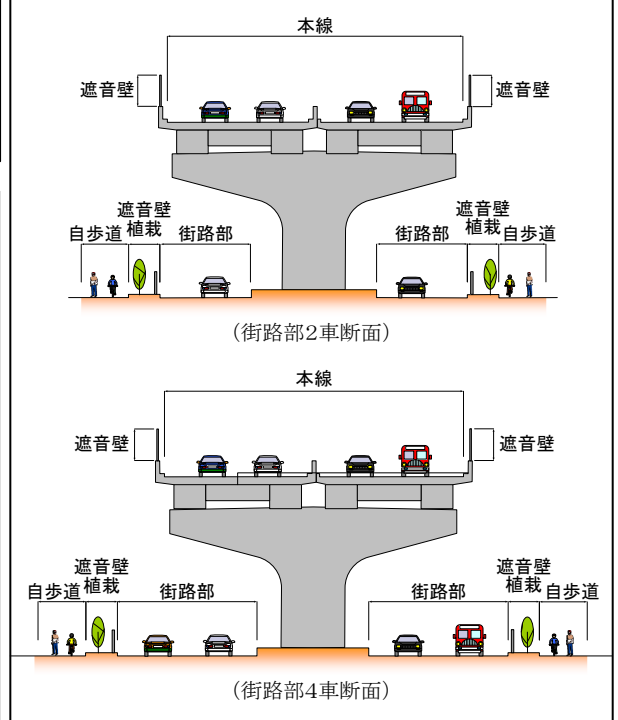 本線
遮音壁
遮音壁
遮音壁
植栽
自歩道
街路部
街路部
遮音壁
植栽
自歩道
(街路部2車断面)
本線
遮音壁
遮音壁
遮音壁
植栽
自歩道
街路部
街路部
遮音壁
植栽
自歩道
(街路部4車断面)